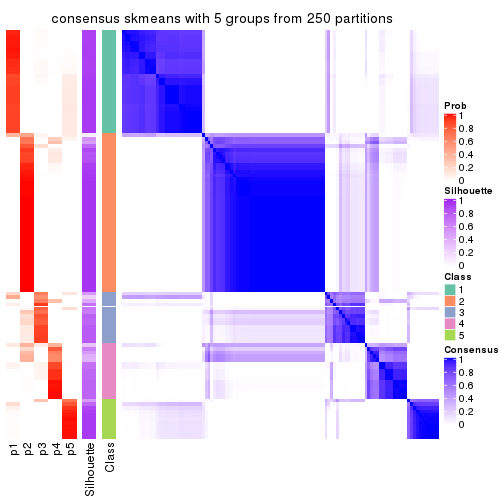 consensus skmeans with 5 groups from 250 partitions
Prob
1
0.8
0.6
0.4
0.2
0
Silhouette
1
0.8
0.6
0.4
0.2
0
Class
1
2
3
4
5
Consensus
1
0.8
0.6
0.4
0.2
0
p1
p2
p3
p4
p5
Silhouette
Class